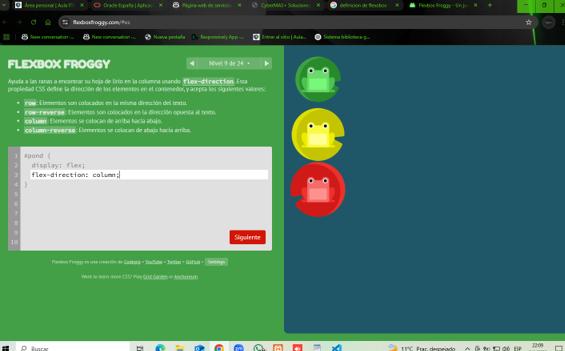 Área personal | Aula
Oracle España | Aplicac
Página web de servicio
CyberMAX • Solucione
definicion de flexbox
Flexbox Froggy - Un ju
flexboxfroggy.com/#es
New conversation -
New conversation -
Nueva pestaña
Responsively App -
Entrar al sitio | Aula...
Sistema biblioteca g...
FLEXBOX FROGGY
Nivel 9 de 24
Ayuda a las ranas a encontrar su hoja de lirio en la columna usando flex-direction. Esta
propiedad CSS define la dirección de los elementos en el contenedor, y acepta los siguientes valores:
row: Elementos son colocados en la misma dirección del texto.
row-reverse: Elementos son colocados en la dirección opuesta al texto.
column: Elementos se colocan de arriba hacia abajo.
column-reverse: Elementos se colocan de abajo hacia arriba.
1 #pond {
2 display: flex;
3 flex-direction: column;
4 }
5
6
7
8
9
10
Siguiente
Flexbox Froggy es una creación de Codepip • YouTube • Twitter • GitHub • Settings
Want to learn more CSS? Play Grid Garden or Anchoreum.
Buscar
11°C Prac. despejado
ESP
22:09